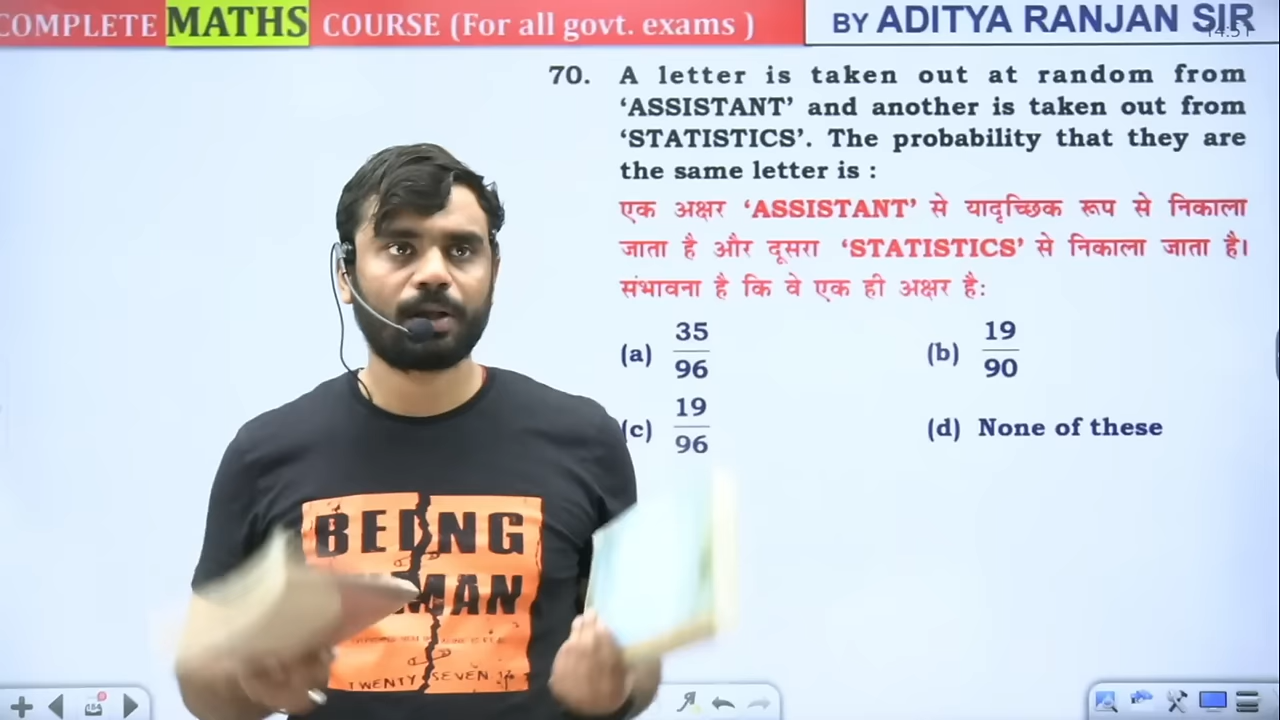 COMPLETE MATHS COURSE (For all govt. exams )
BY ADITYA RANJAN SIR
14:51
70. A letter is taken out at random from
‘ASSISTANT’ and another is taken out from
‘STATISTICS’. The probability that they are
the same letter is :
एक अक्षर ‘ASSISTANT’ से यादृच्छिक रूप से निकाला
जाता है और दूसरा ‘STATISTICS’ से निकाला जाता है।
संभावना है कि वे एक ही अक्षर है:
(a) 35/96
(b) 19/90
(c) 19/96
(d) None of these
BEING
MAN
TWENTY SEVEN